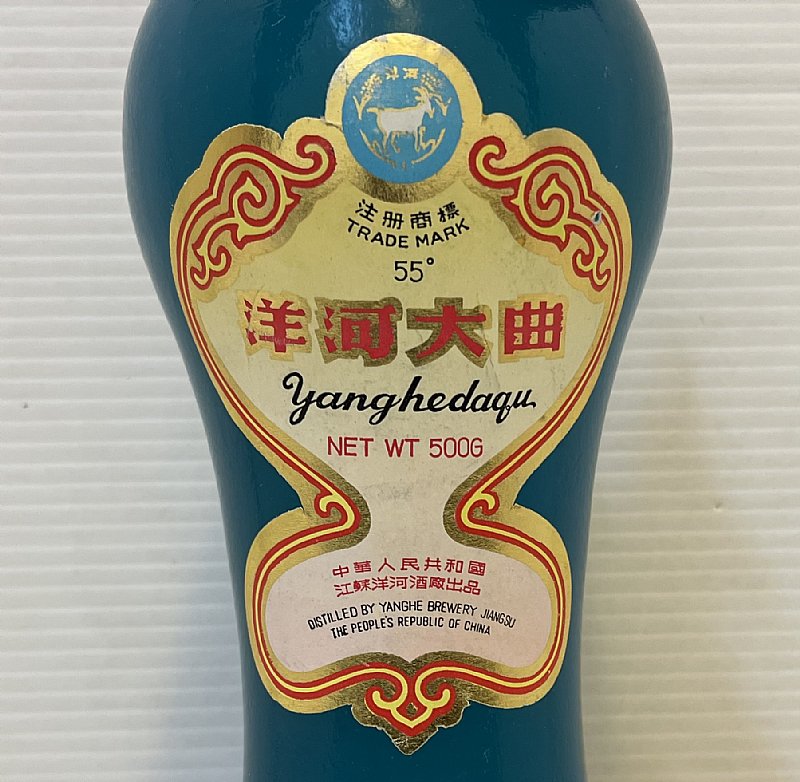 注册商標
TRADE MARK
55°
洋河大曲
Yanghedaqu
NET WT 500G
中華人民共和國
江蘇洋河酒廠出品
DISTILLED BY YANGHE BREWERY JIANGSU
THE PEOPLE'S REPUBLIC OF CHINA